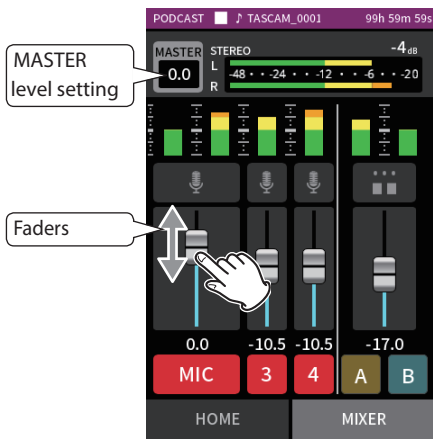 PODCAST ♪ TASCAM_0001 99h 59m 59s
MASTER
0.0
STEREO -4dB
L
-48 · · -24 · · -12 · · -6 · · -20
R
MASTER
level setting
Faders
0.0 -10.5 -10.5 -17.0
MIC 3 4 A B
HOME MIXER